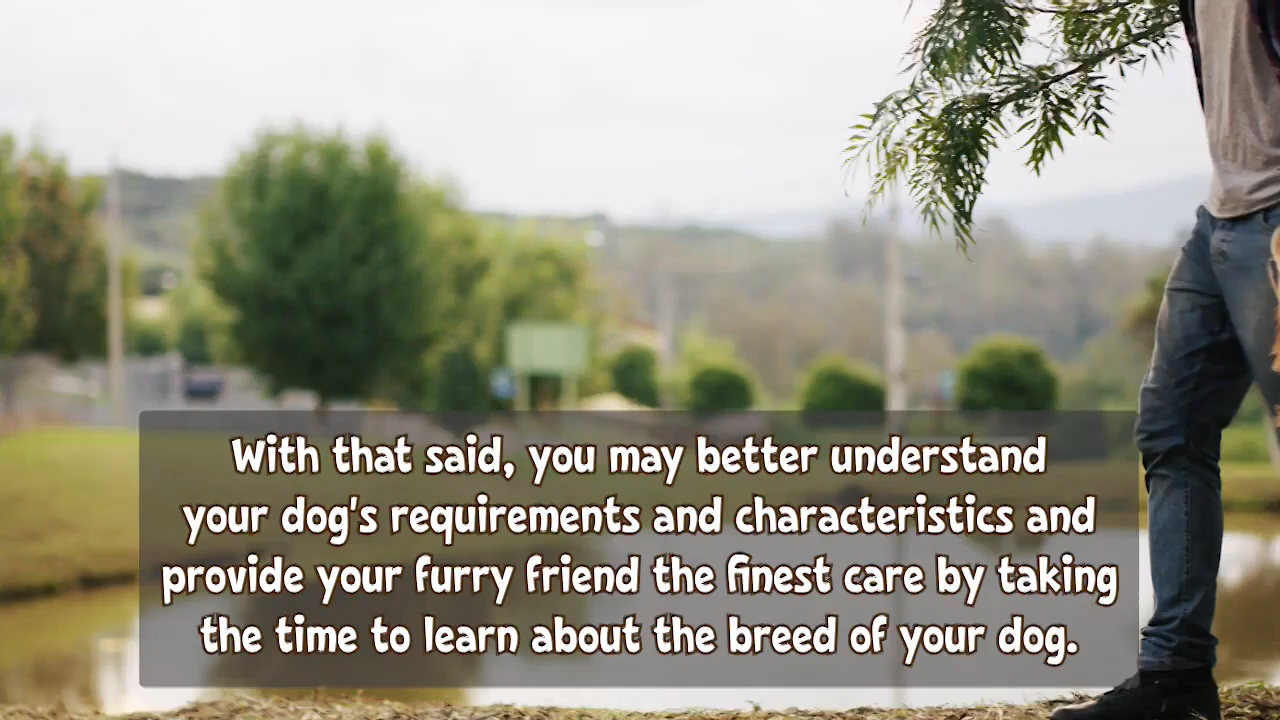 With that said, you may better understand
your dog's requirements and characteristics and
provide your furry friend the finest care by taking
the time to learn about the breed of your dog.